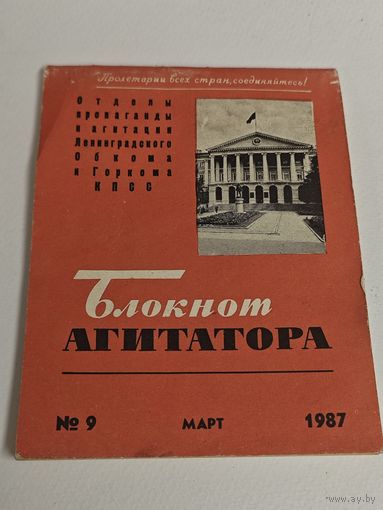 Пролетарии всех стран, соединяйтесь!
Отделы
пропаганды
и агитации
Ленинградского
Обкома
и Горкома
КПСС
Блокнот
АГИТАТОРА
№ 9 МАРТ 1987
www.ay.by